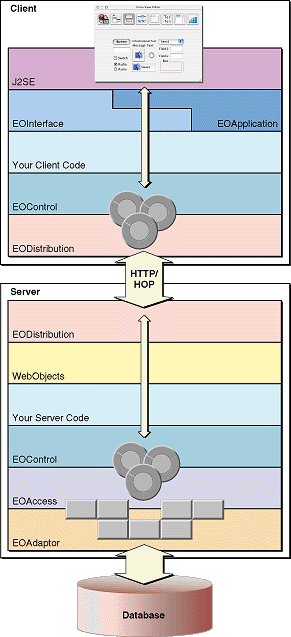 Client
J2SE
EOInterface
EOApplication
Your Client Code
EOControl
EODistribution
HTTP/
HOP
Server
EODistribution
WebObjects
Your Server Code
EOControl
EOAccess
EOAdaptor
Database